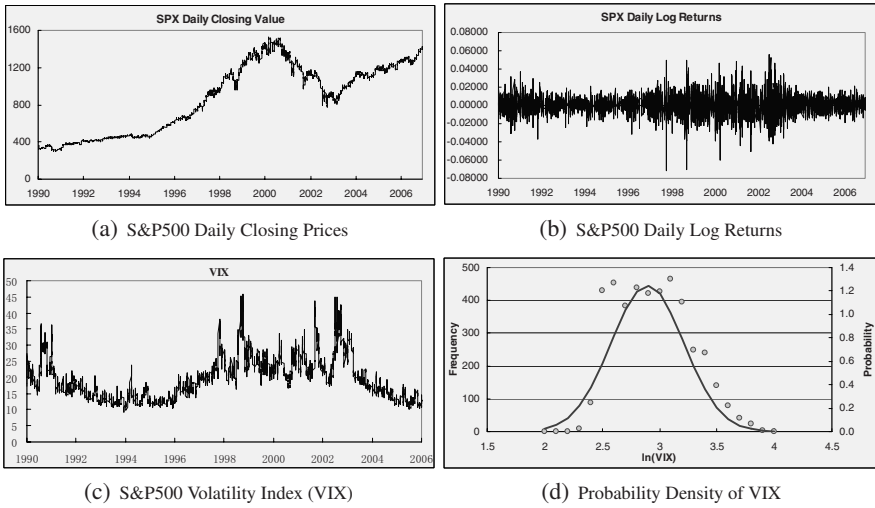 SPX Daily Closing Value
1600
1200
800
400
0
1990 1992 1994 1996 1998 2000 2002 2004 2006
(a) S&P500 Daily Closing Prices
SPX Daily Log Returns
0.08000
0.06000
0.04000
0.02000
0.00000
-0.02000
-0.04000
-0.06000
-0.08000
1990 1992 1994 1996 1998 2000 2002 2004 2006
(b) S&P500 Daily Log Returns
VIX
50
45
40
35
30
25
20
15
10
5
0
1990 1992 1994 1996 1998 2000 2002 2004 2006
(c) S&P500 Volatility Index (VIX)
Frequency
500
400
300
200
100
0
1.5 2.0 2.5 3.0 3.5 4.0 4.5
ln(VIX)
1.4
1.2
1.0
0.8
0.6
0.4
0.2
0.0
Probability
(d) Probability Density of VIX